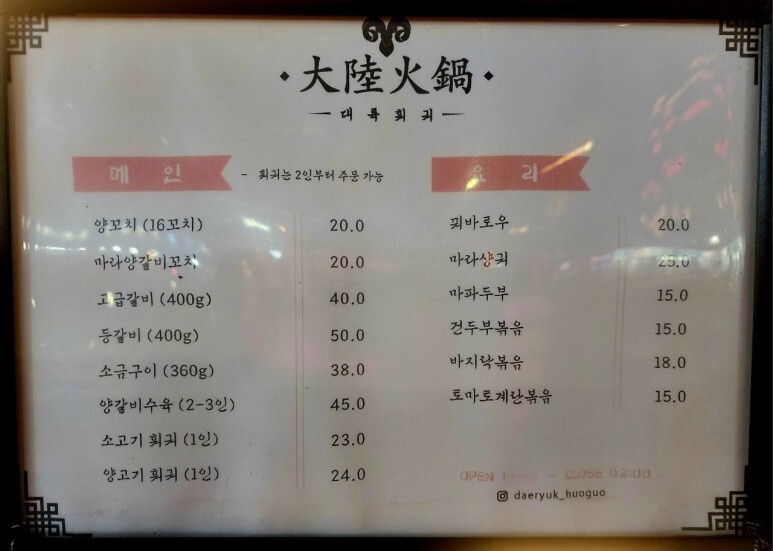 大陸火鍋
대륙훠궈
메인
- 훠궈는 2인부터 주문 가능
양꼬치 (16꼬치) 20.0
마라양갈비꼬치 20.0
고급갈비 (400g) 40.0
등갈비 (400g) 50.0
소금구이 (360g) 38.0
양갈비수육 (2-3인) 45.0
소고기 훠궈 (1인) 23.0
양고기 훠궈 (1인) 24.0
요리
꿔바로우 20.0
마라샹궈 25.0
마파두부 15.0
건두부볶음 15.0
바지락볶음 18.0
토마토계란볶음 15.0
OPEN - CLOSE 02:00
daeryuk_huoguo